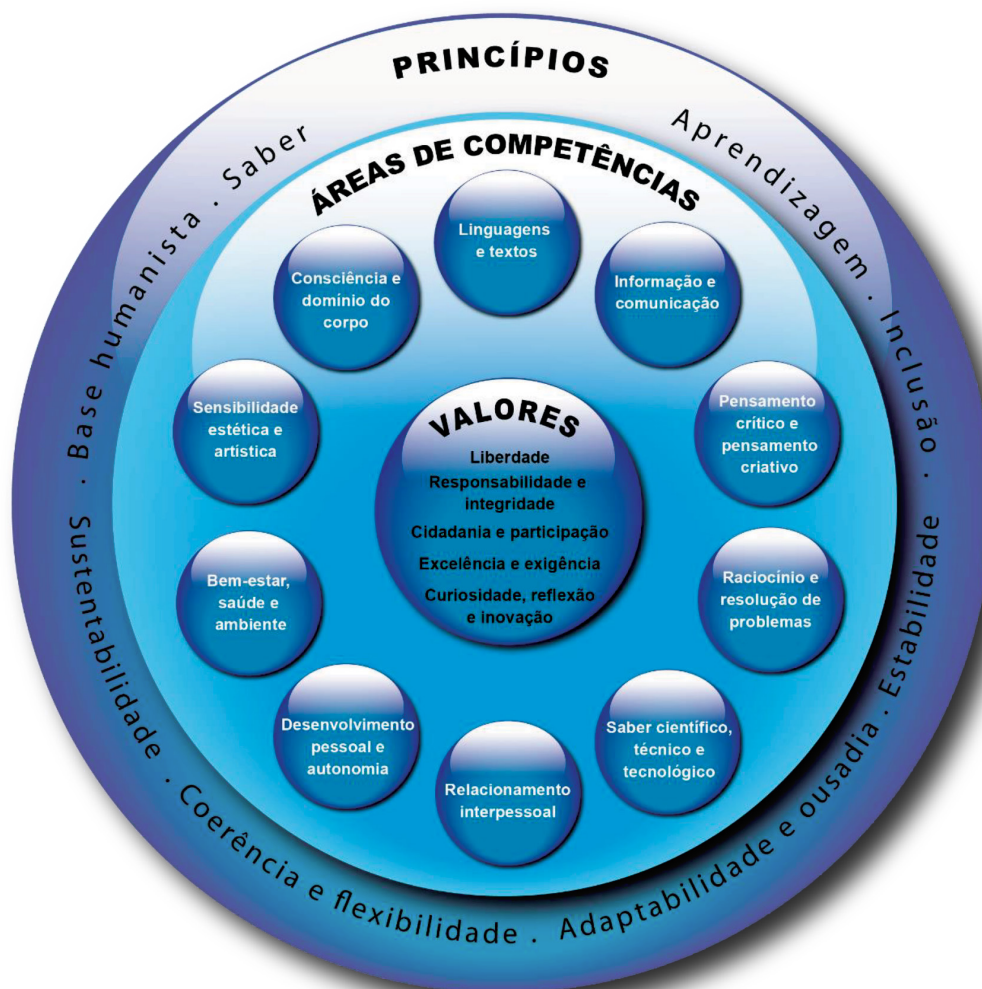 PRINCÍPIOS
Sustentabilidade . Base humanista . Saber
Aprendizagem . Inclusão .
Coerência e flexibilidade . Adaptabilidade e ousadia . Estabilidade
ÁREAS DE COMPETÊNCIAS
Linguagens
e textos
Informação e
comunicação
Pensamento
crítico e
pensamento
criativo
Raciocínio e
resolução de
problemas
Saber científico,
técnico e
tecnológico
Relacionamento
interpessoal
Desenvolvimento
pessoal e
autonomia
Bem-estar,
saúde e
ambiente
Sensibilidade
estética e
artística
Consciência e
domínio do
corpo
VALORES
Liberdade
Responsabilidade e
integridade
Cidadania e participação
Excelência e exigência
Curiosidade, reflexão
e inovação